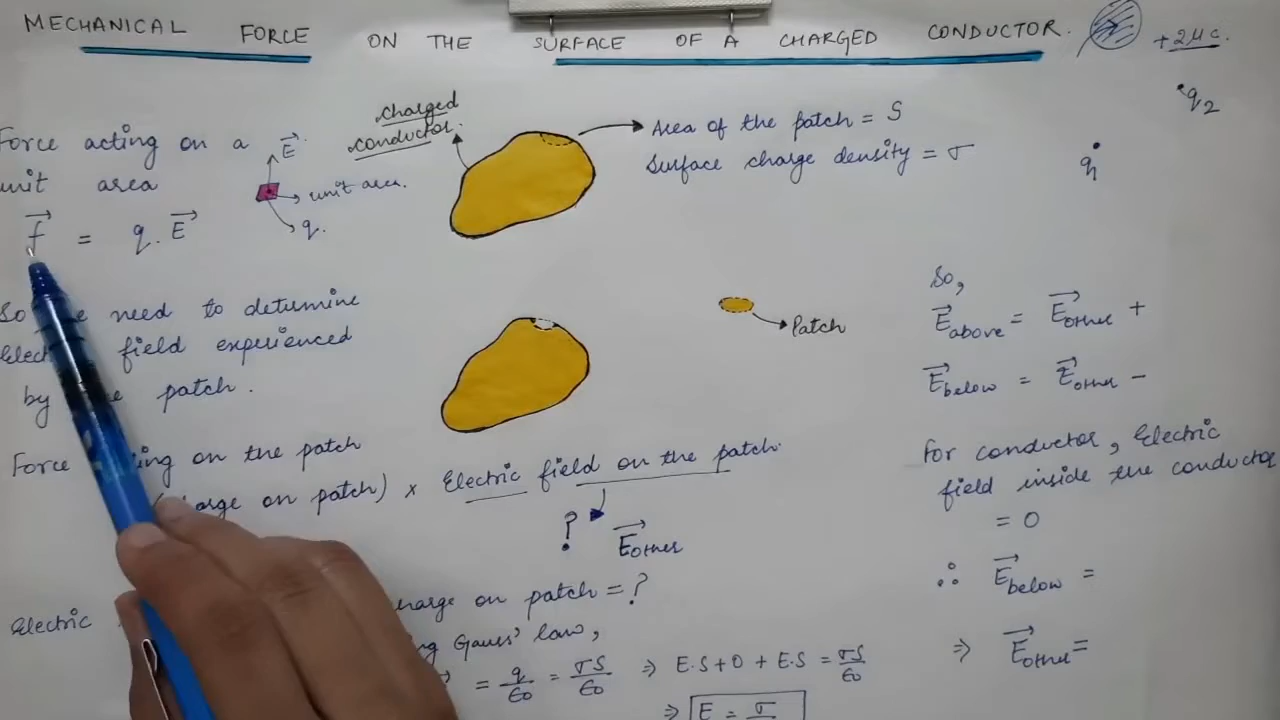 MECHANICAL FORCE ON THE SURFACE OF A CHARGED CONDUCTOR.
+2μc.
q2
q1
Force acting on a
unit area
E
unit area.
q.
f = q. E
charged
conductor.
Area of the patch = S
Surface charge density = σ
So need to determine
field experienced
by patch.
Patch
So,
E above = E other +
E below = E other −
Force on the patch
on patch) × Electric field on the patch.
? E other
For conductor, Electric
field inside the conductor
= 0
∴ E below =
⇒ E other =
Electric
on patch = ?
Gauss' law,
= q/ε0 = σS/ε0 ⇒ E.S+0+E.S = σS/ε0
⇒ E = σ